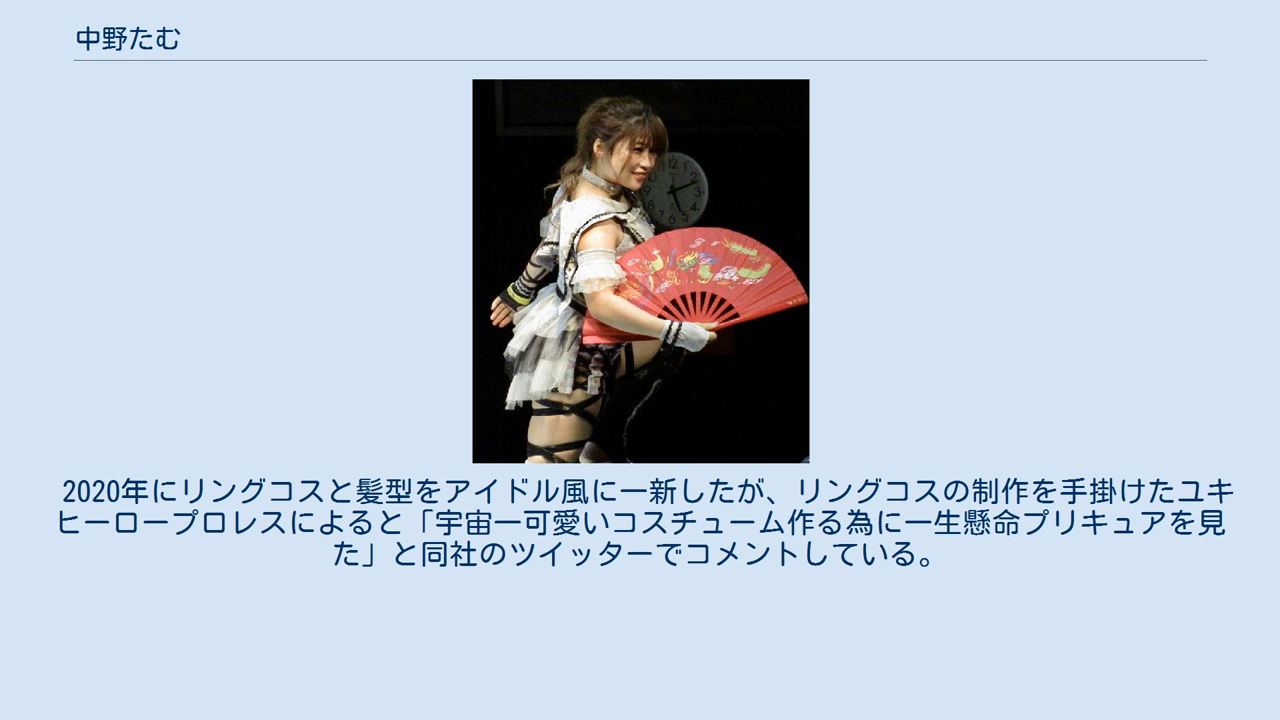 中野たむ
2020年にリングコスと髪型をアイドル風に一新したが、リングコスの制作を手掛けたユキ
ヒーロープロレスによると「宇宙一可愛いコスチューム作る為に一生懸命プリキュアを見
た」と同社のツイッターでコメントしている。